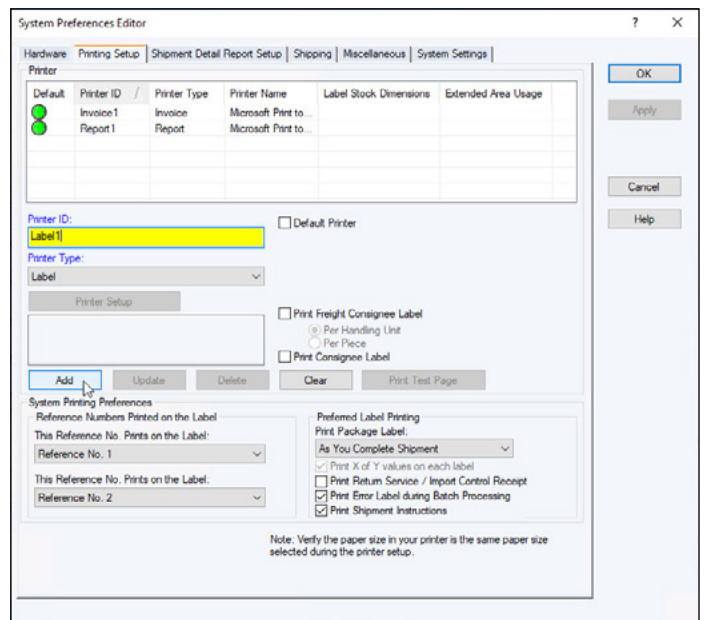 System Preferences Editor
Hardware Printing Setup Shipment Detail Report Setup Shipping Miscellaneous System Settings
Printer
Default Printer ID / Printer Type Printer Name Label Stock Dimensions Extended Area Usage
Invoice1 Invoice Microsoft Print to...
Report1 Report Microsoft Print to...
OK
Apply
Cancel
Help
Printer ID:
Label1
Default Printer
Printer Type:
Label
Printer Setup
Print Freight Consignee Label
Per Handling Unit
Per Piece
Print Consignee Label
Add Update Delete Clear Print Test Page
System Printing Preferences
Reference Numbers Printed on the Label
This Reference No. Prints on the Label:
Reference No. 1
This Reference No. Prints on the Label:
Reference No. 2
Preferred Label Printing
Print Package Label:
As You Complete Shipment
Print X of Y values on each label
Print Return Service / Import Control Receipt
Print Error Label during Batch Processing
Print Shipment Instructions
Note: Verify the paper size in your printer is the same paper size
selected during the printer setup.